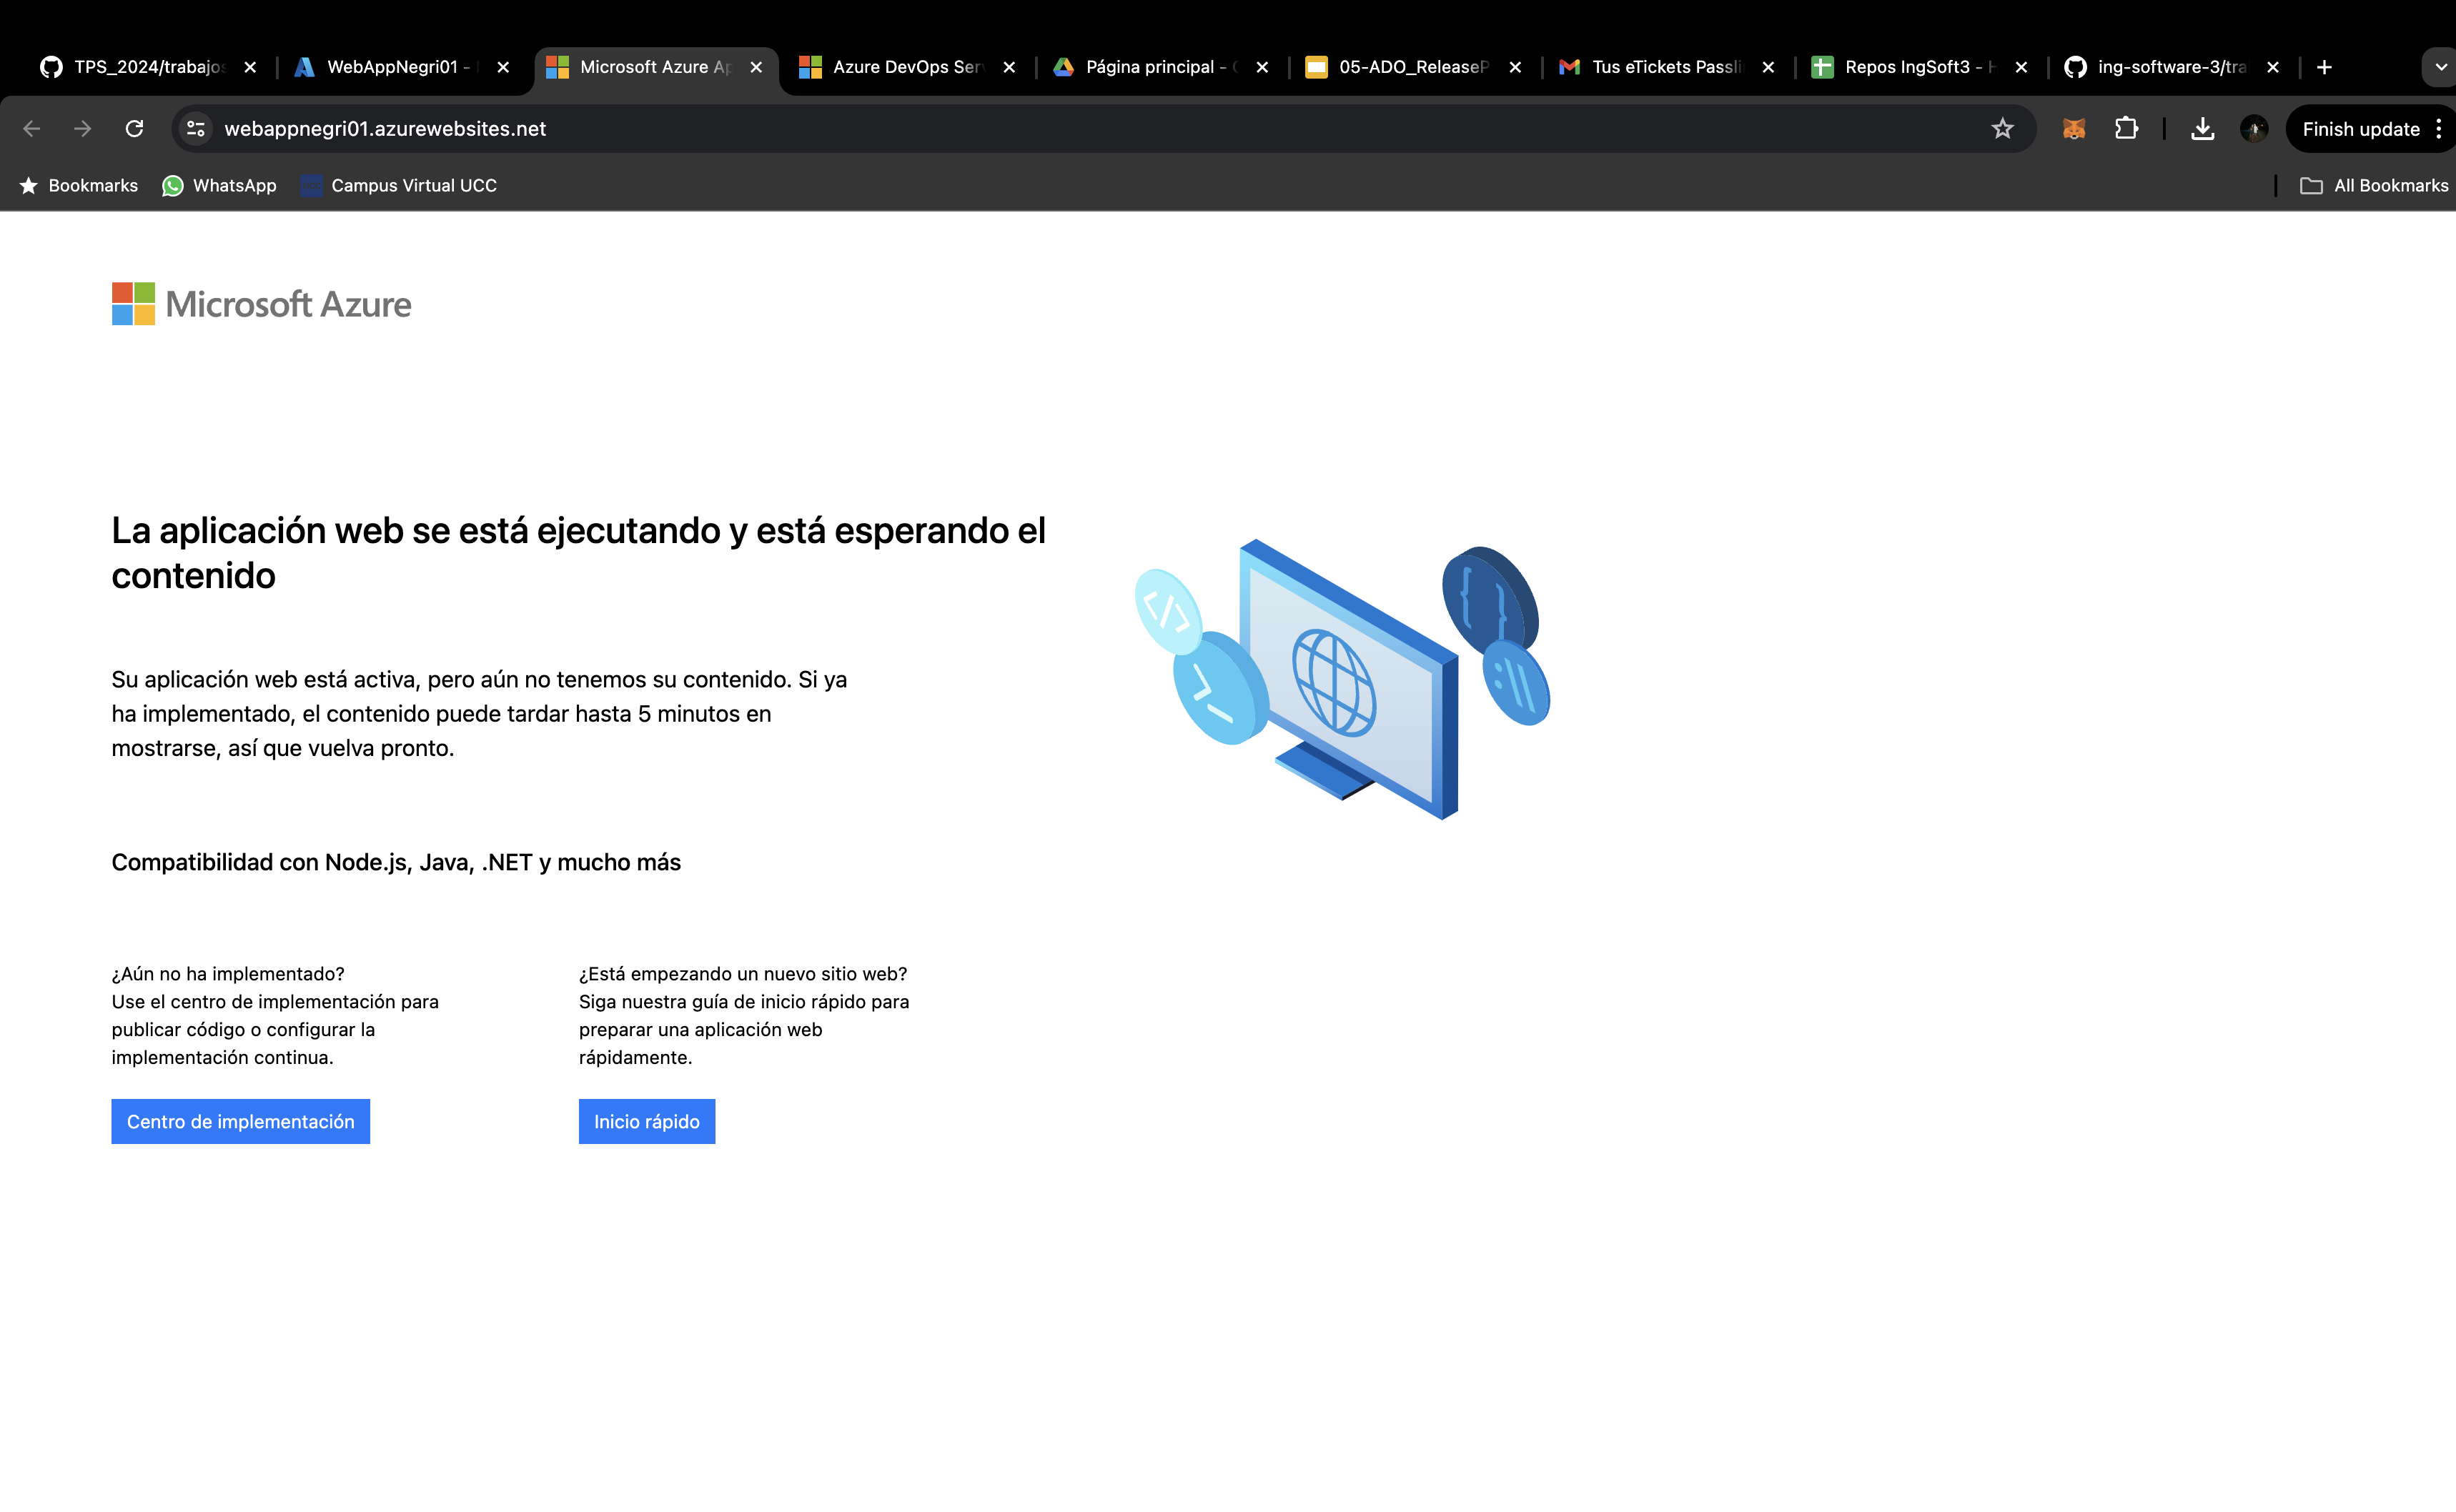 TPS_2024/trabajos
WebAppNegri01 -
Microsoft Azure Ap
Azure DevOps Ser
Página principal -
05-ADO_ReleaseP
Tus eTickets Passli
Repos IngSoft3 -
ing-software-3/tra
webappnegri01.azurewebsites.net
Finish update
Bookmarks
WhatsApp
Campus Virtual UCC
All Bookmarks
Microsoft Azure
La aplicación web se está ejecutando y está esperando el
contenido
Su aplicación web está activa, pero aún no tenemos su contenido. Si ya
ha implementado, el contenido puede tardar hasta 5 minutos en
mostrarse, así que vuelva pronto.
Compatibilidad con Node.js, Java, .NET y mucho más
¿Aún no ha implementado?
Use el centro de implementación para
publicar código o configurar la
implementación continua.
Centro de implementación
¿Está empezando un nuevo sitio web?
Siga nuestra guía de inicio rápido para
preparar una aplicación web
rápidamente.
Inicio rápido